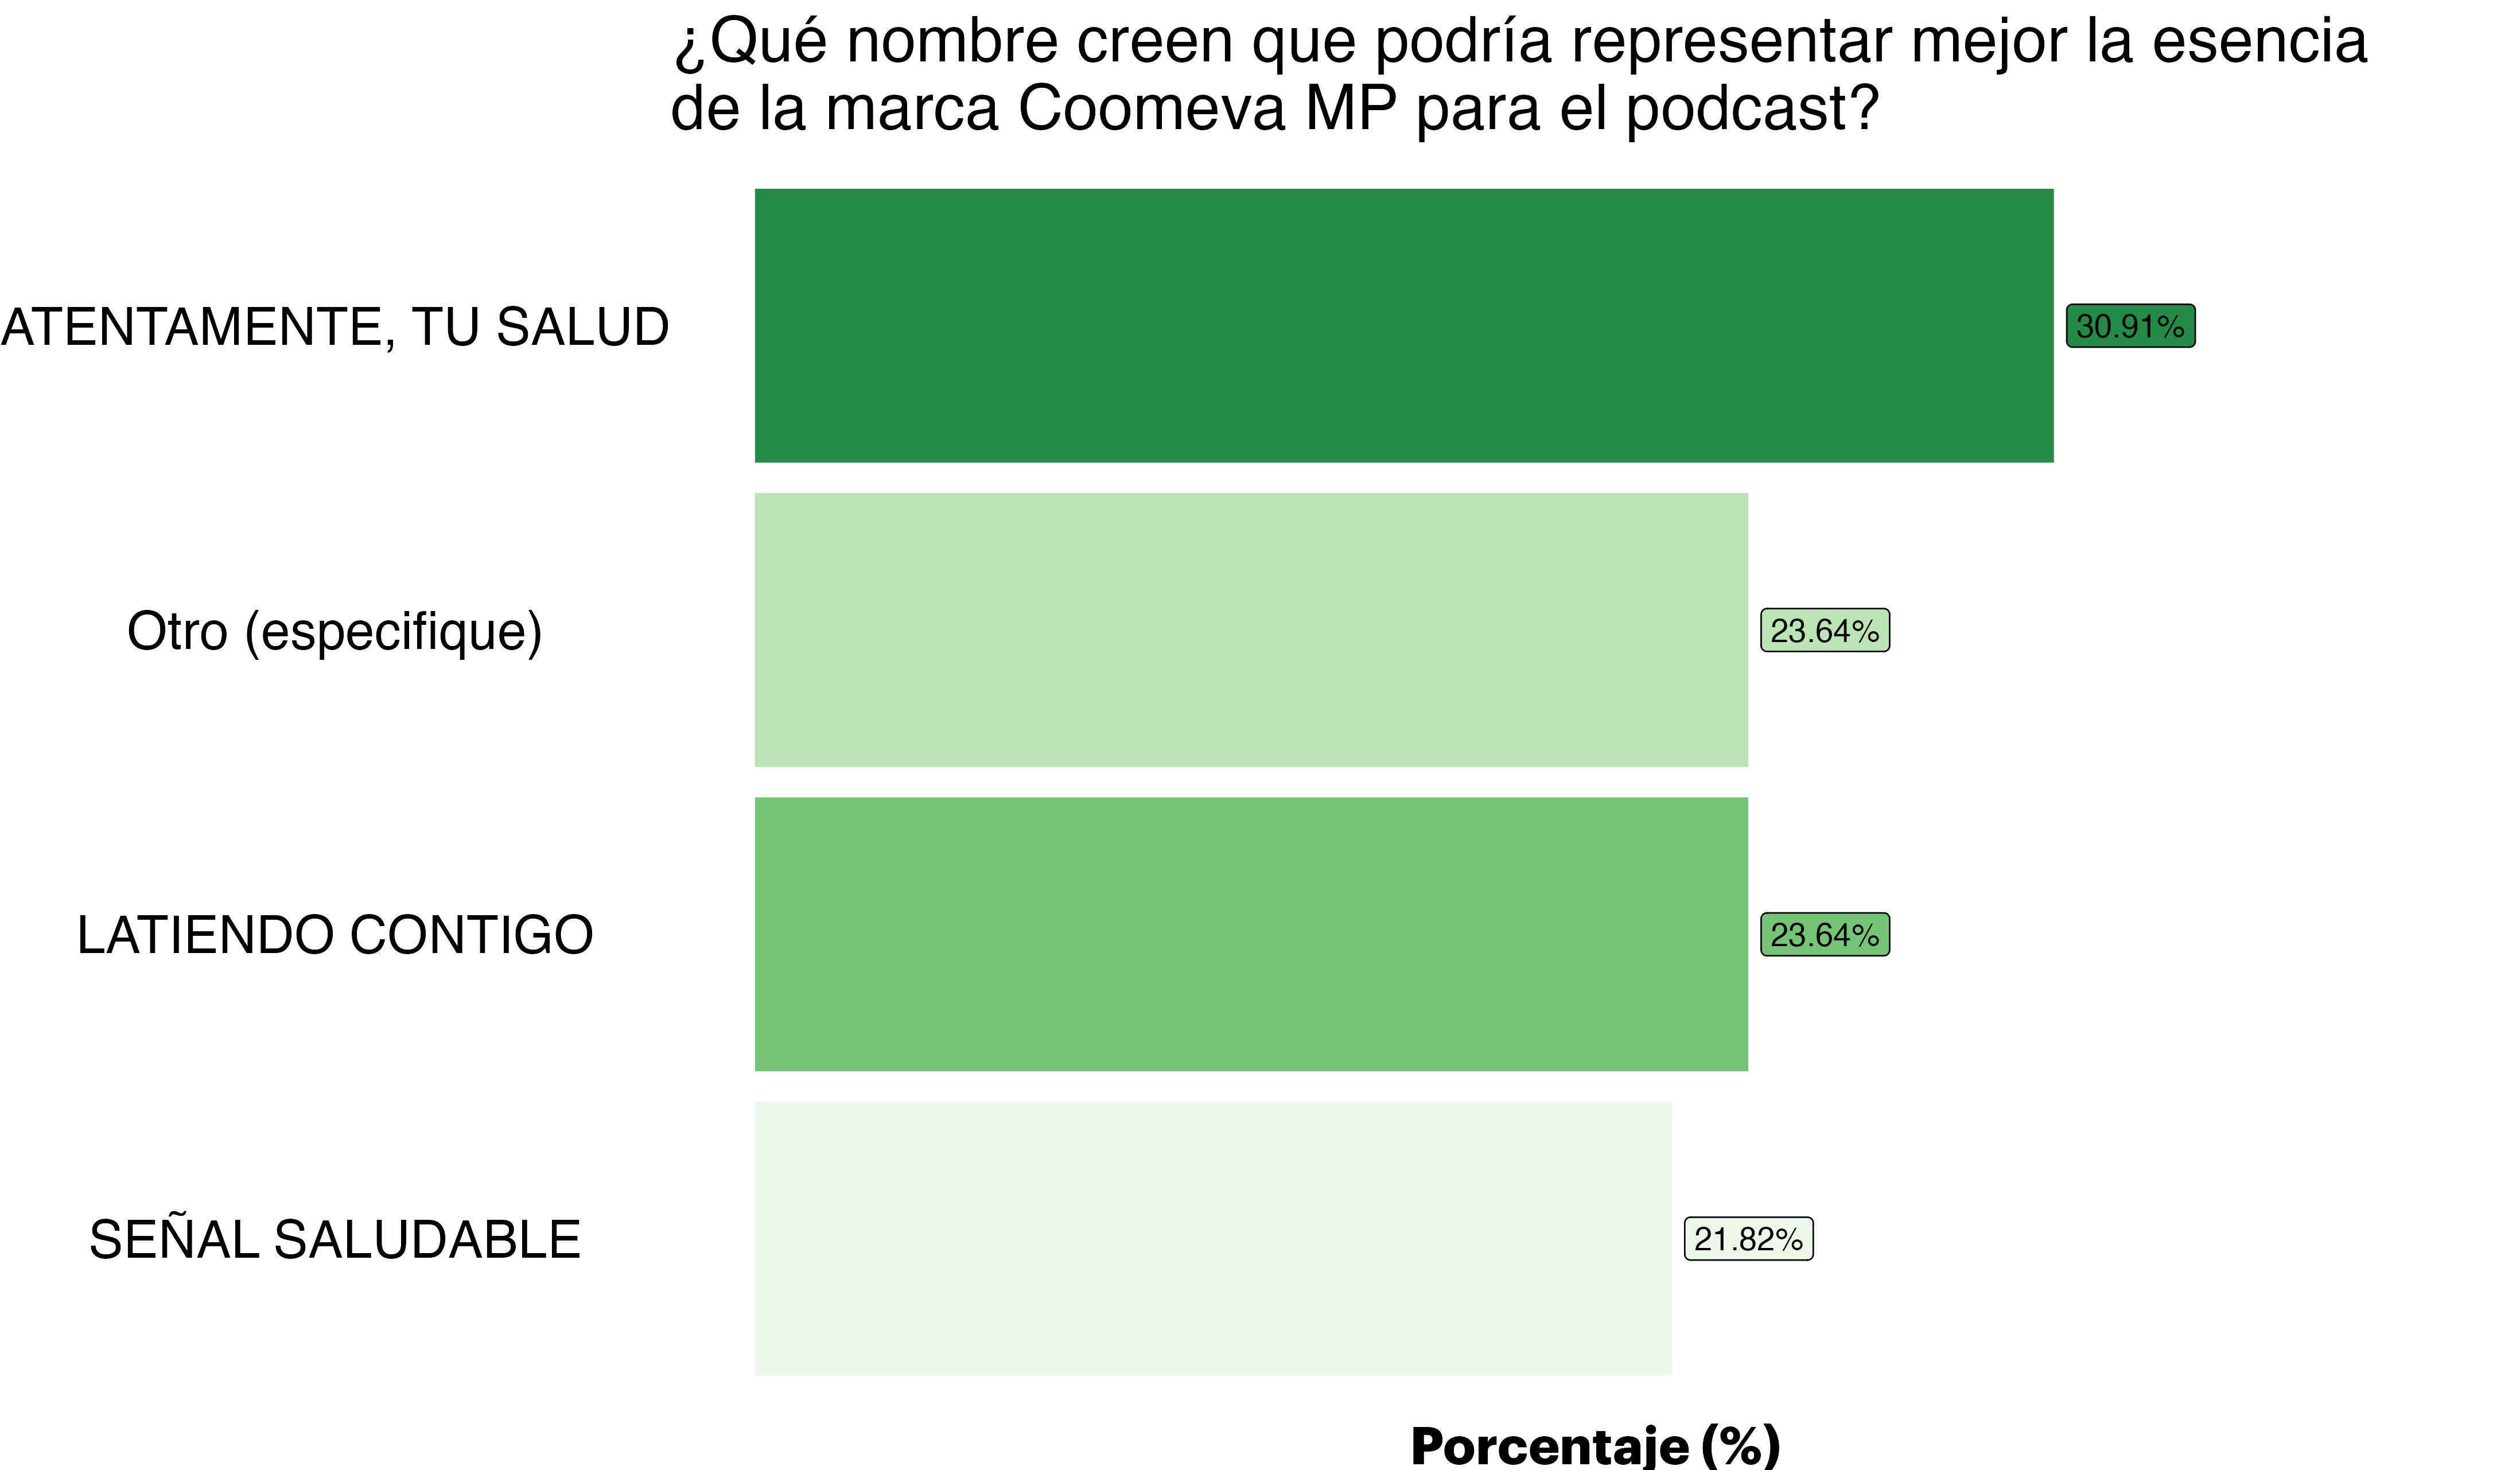 ¿Qué nombre creen que podría representar mejor la esencia
de la marca Coomeva MP para el podcast?
ATENTAMENTE, TU SALUD
30.91%
Otro (especifique)
23.64%
LATIENDO CONTIGO
23.64%
SEÑAL SALUDABLE
21.82%
Porcentaje (%)